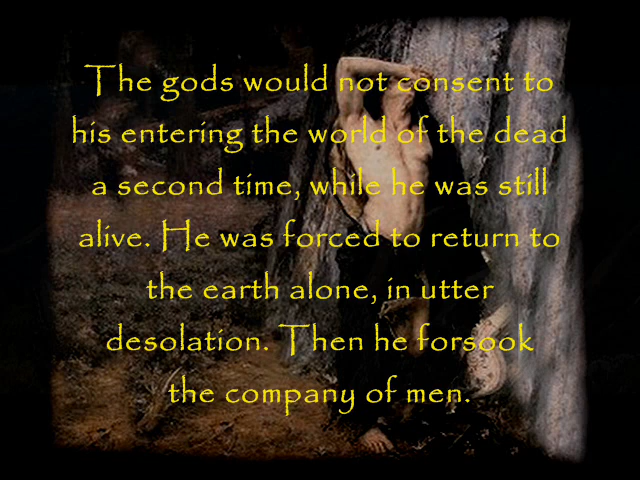 The gods would not consent to
his entering the world of the dead
a second time, while he was still
alive. He was forced to return to
the earth alone, in utter
desolation. Then he forsook
the company of men.